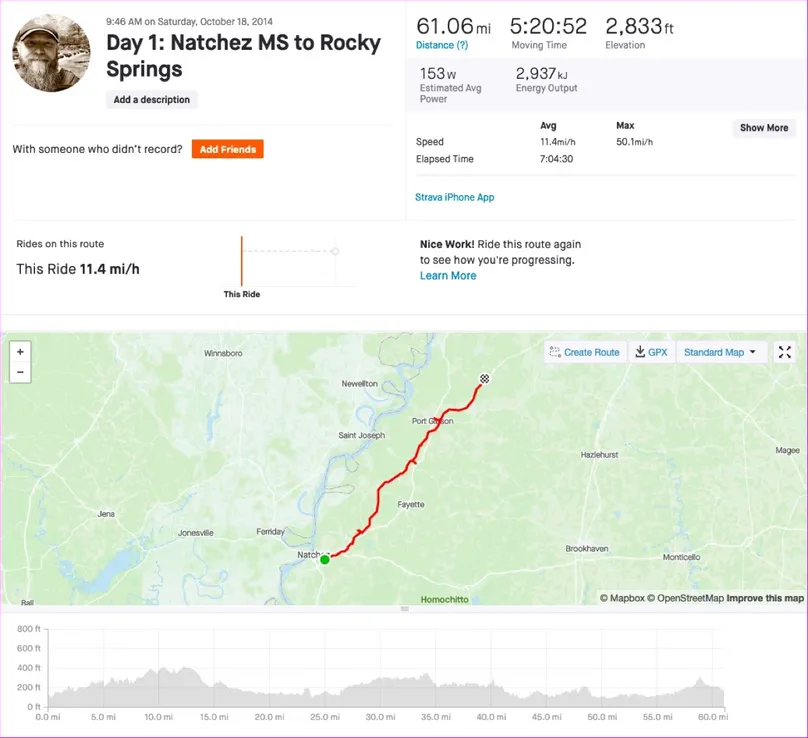 9:46 AM on Saturday, October 18, 2014
Day 1: Natchez MS to Rocky
Springs
Add a description
With someone who didn't record?
Add Friends
61.06 mi
5:20:52
2,833 ft
Distance (?)
Moving Time
Elevation
153 W
2,937 kJ
Estimated Avg
Power
Energy Output
Avg
Max
Show More
Speed
11.4mi/h
50.1mi/h
Elapsed Time
7:04:30
Strava iPhone App
Rides on this route
This Ride 11.4 mi/h
This Ride
Nice Work! Ride this route again
to see how you're progressing.
Learn More
+
−
Create Route
GPX
Standard Map
Winnsboro
Newellton
Port Gibson
Saint Joseph
Hazlehurst
Magee
Fayette
Jena
Jonesville
Ferriday
Natchez
Brookhaven
Monticello
Ball
Homochitto
© Mapbox © OpenStreetMap Improve this map
800 ft
600 ft
400 ft
200 ft
0 ft
0.0 mi
5.0 mi
10.0 mi
15.0 mi
20.0 mi
25.0 mi
30.0 mi
35.0 mi
40.0 mi
45.0 mi
50.0 mi
55.0 mi
60.0 mi